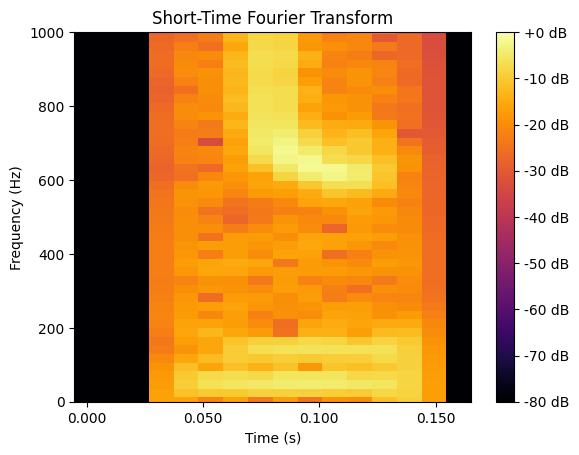 Short-Time Fourier Transform
1000
800
600
400
200
0
Frequency (Hz)
0.000
0.050
0.100
0.150
Time (s)
+0 dB
-10 dB
-20 dB
-30 dB
-40 dB
-50 dB
-60 dB
-70 dB
-80 dB